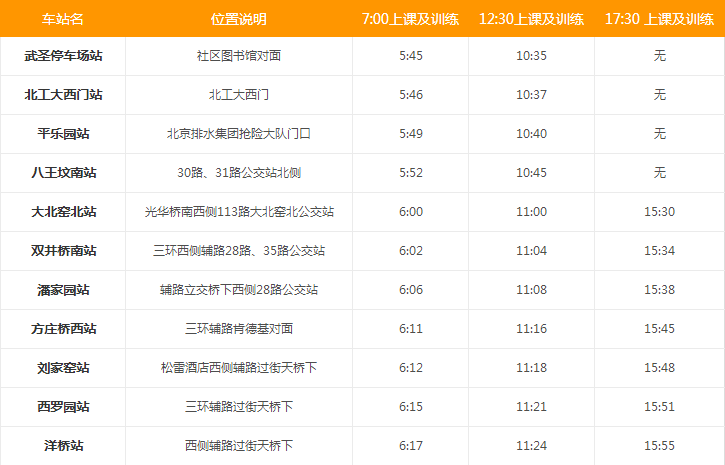 车站名 位置说明 7:00上课及训练 12:30上课及训练 17:30 上课及训练
武圣停车场站 社区图书馆对面 5:45 10:35 无
北工大西门站 北工大西门 5:46 10:37 无
平乐园站 北京排水集团抢险大队门口 5:49 10:40 无
八王坟南站 30路、31路公交站北侧 5:52 10:45 无
大北窑北站 光华桥南西侧113路大北窑北公交站 6:00 11:00 15:30
双井桥南站 三环西侧辅路28路、35路公交站 6:02 11:04 15:34
潘家园站 辅路立交桥下西侧28路公交站 6:06 11:08 15:38
方庄桥西站 三环辅路肯德基对面 6:11 11:16 15:45
刘家窑站 松雷酒店西侧辅路过街天桥下 6:12 11:18 15:48
西罗园站 三环辅路过街天桥下 6:15 11:21 15:51
洋桥站 西侧辅路过街天桥下 6:17 11:24 15:55